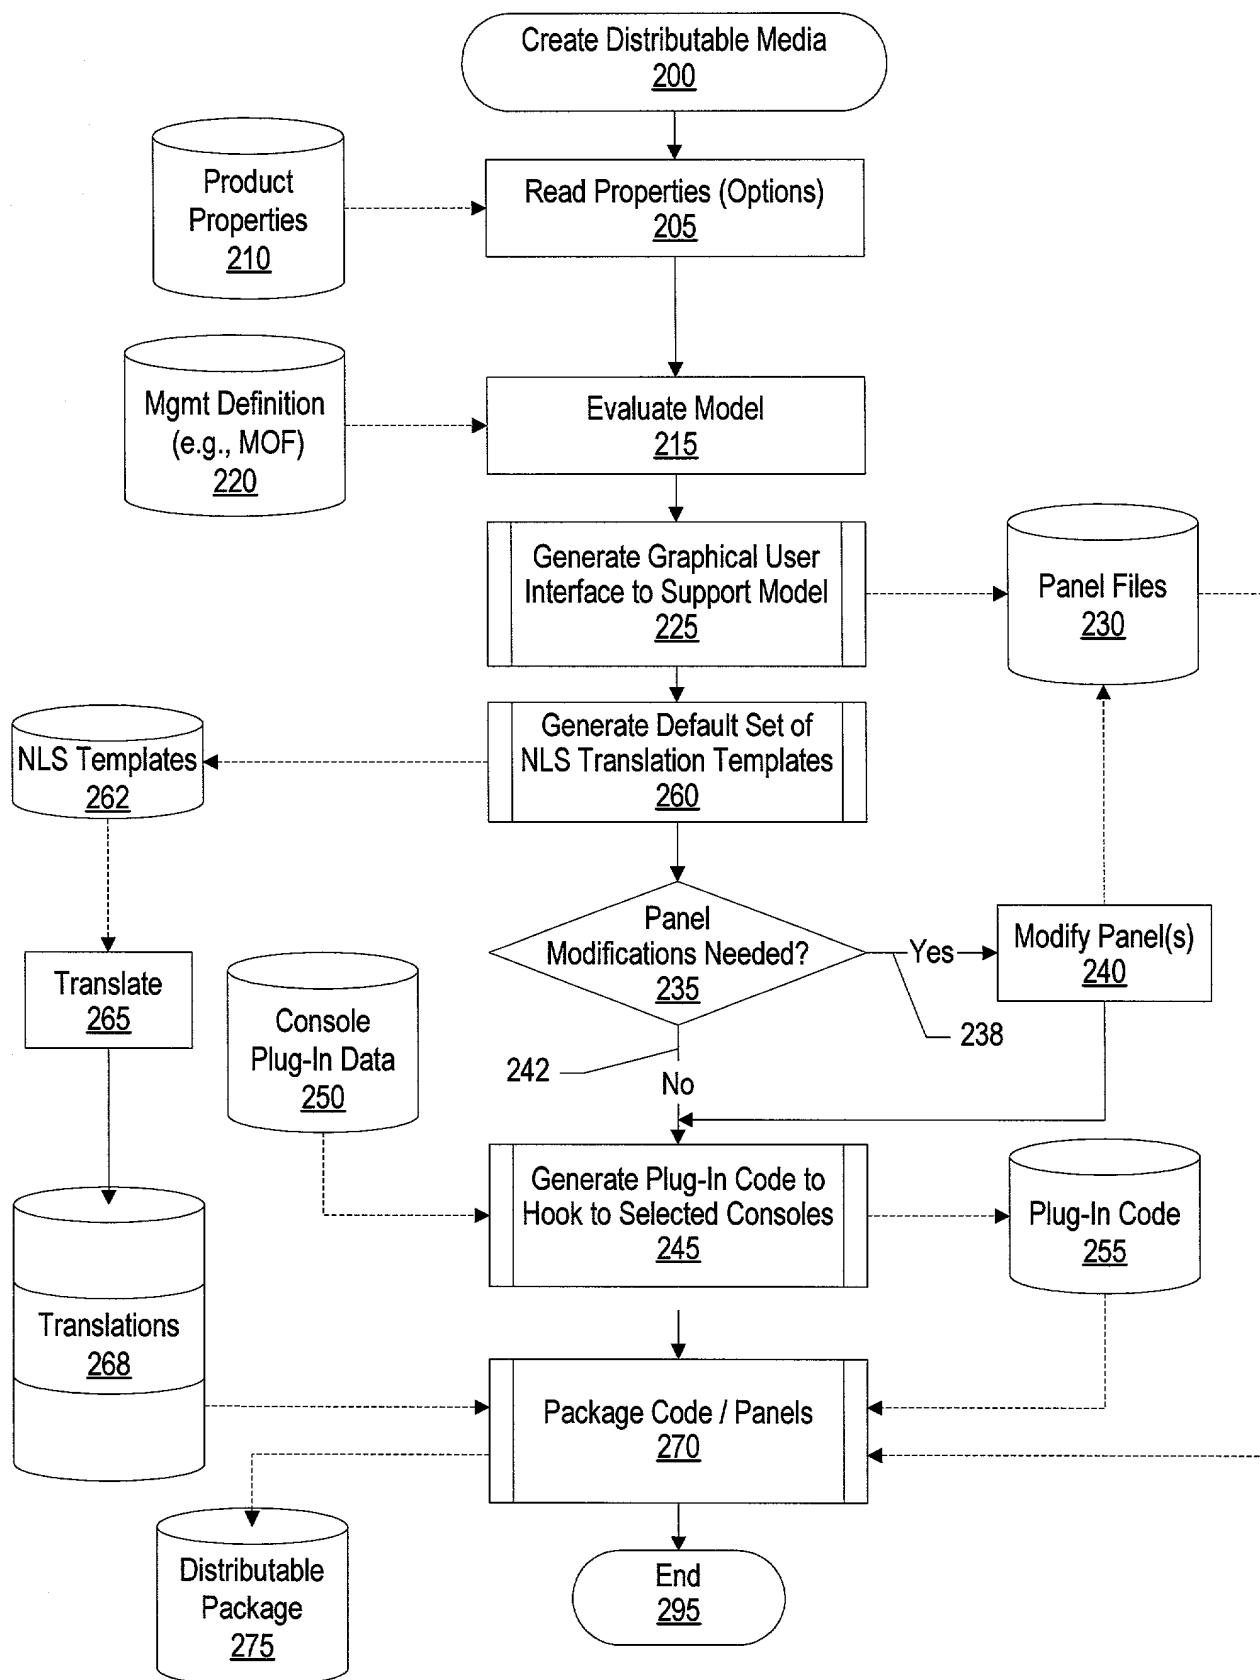 Create Distributable Media
200
Product
Properties
210
Read Properties (Options)
205
Mgmt Definition
(e.g., MOF)
220
Evaluate Model
215
Generate Graphical User
Interface to Support Model
225
Panel Files
230
NLS Templates
262
Generate Default Set of
NLS Translation Templates
260
Panel
Modifications Needed?
235
Yes
Modify Panel(s)
240
238
Translate
265
Console
Plug-In Data
250
242
No
Generate Plug-In Code to
Hook to Selected Consoles
245
Plug-In Code
255
Translations
268
Package Code / Panels
270
Distributable
Package
275
End
295